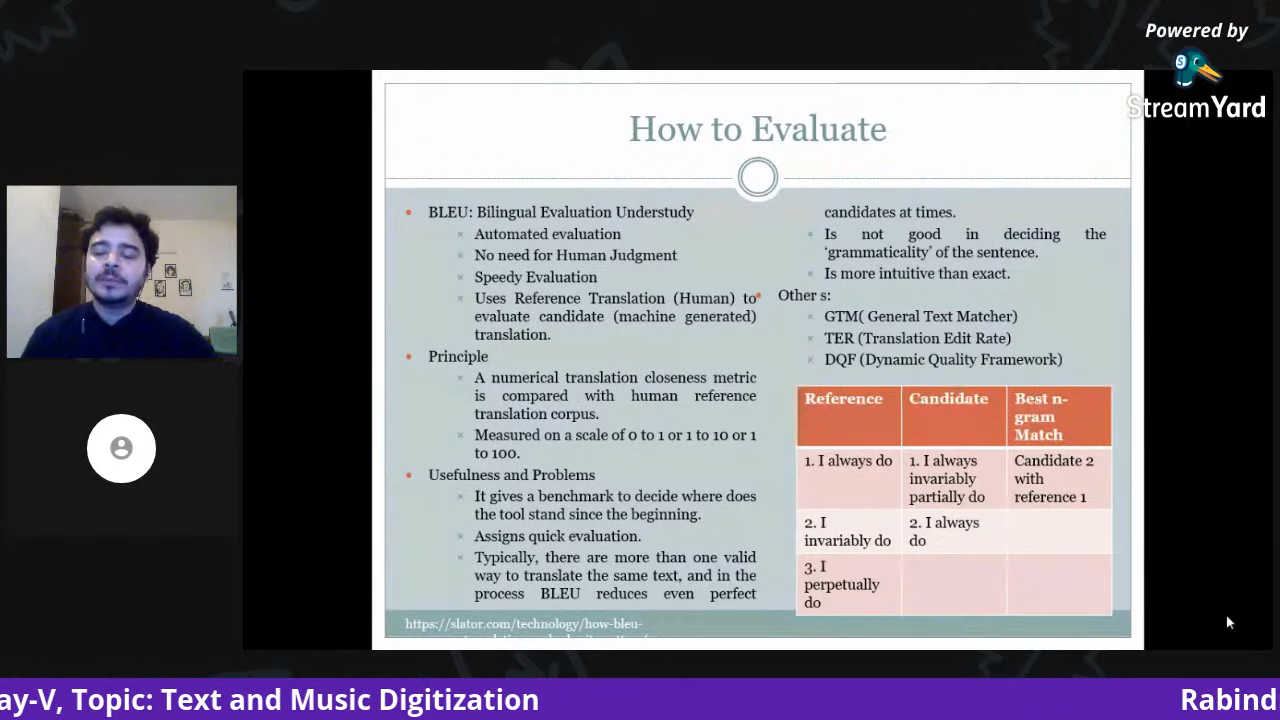 Powered by
StreamYard
How to Evaluate
BLEU: Bilingual Evaluation Understudy
Automated evaluation
No need for Human Judgment
Speedy Evaluation
Uses Reference Translation (Human) to
evaluate candidate (machine generated)
translation.
Principle
A numerical translation closeness metric
is compared with human reference
translation corpus.
Measured on a scale of 0 to 1 or 1 to 10 or 1
to 100.
Usefulness and Problems
It gives a benchmark to decide where does
the tool stand since the beginning.
Assigns quick evaluation.
Typically, there are more than one valid
way to translate the same text, and in the
process BLEU reduces even perfect
candidates at times.
Is not good in deciding the
‘grammaticality’ of the sentence.
Is more intuitive than exact.
Other s:
GTM( General Text Matcher)
TER (Translation Edit Rate)
DQF (Dynamic Quality Framework)
Reference
Candidate
Best n-
gram
Match
1. I always do
1. I always
invariably
partially do
Candidate 2
with
reference 1
2. I
invariably do
2. I always
do
3. I
perpetually
do
https://slator.com/technology/how-bleu-
ay-V, Topic: Text and Music Digitization
Rabind